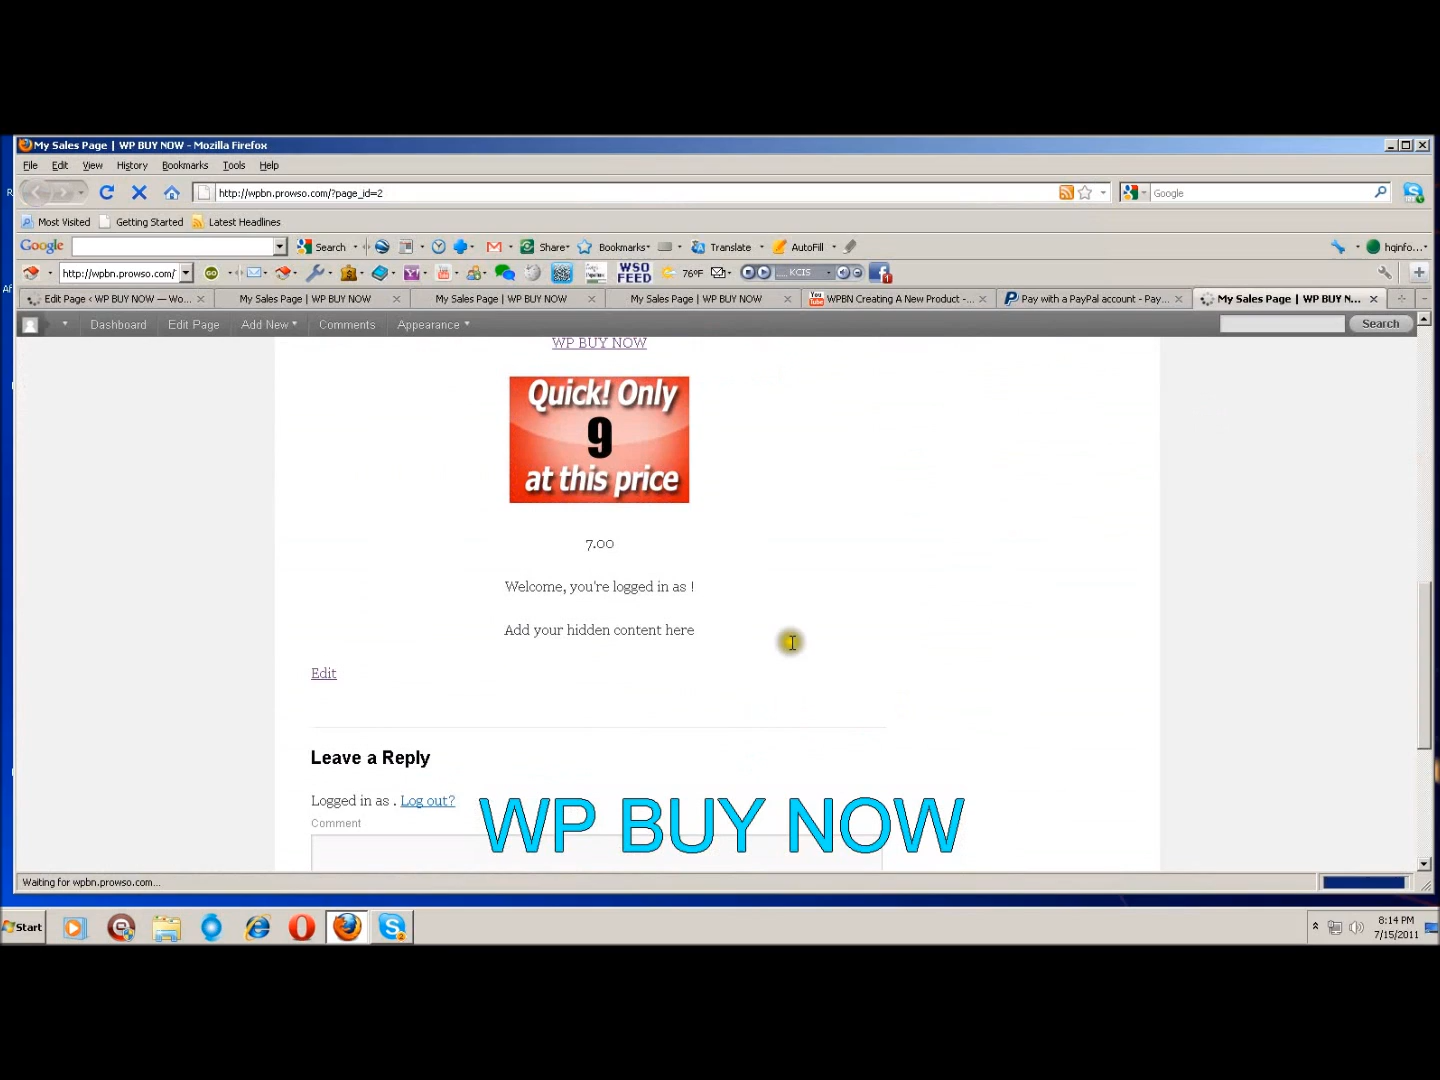 My Sales Page | WP BUY NOW - Mozilla Firefox
File Edit View History Bookmarks Tools Help
http://wpbn.prowso.com/?page_id=2
Google
Most Visited Getting Started Latest Headlines
Google Search Share Bookmarks Translate AutoFill hqinfo...
http://wpbn.prowso.com/ GO WSO FEED 76°F KCIS 1
Edit Page ‹ WP BUY NOW — Wo... My Sales Page | WP BUY NOW My Sales Page | WP BUY NOW My Sales Page | WP BUY NOW You Tube WPBN Creating A New Product - ... Pay with a PayPal account - Pay... My Sales Page | WP BUY N...
Dashboard Edit Page Add New Comments Appearance Search
WP BUY NOW
Quick! Only
9
at this price
7.00
Welcome, you're logged in as !
Add your hidden content here
Edit
Leave a Reply
Logged in as . Log out?
Comment
WP BUY NOW
Waiting for wpbn.prowso.com...
Start
8:14 PM
7/15/2011